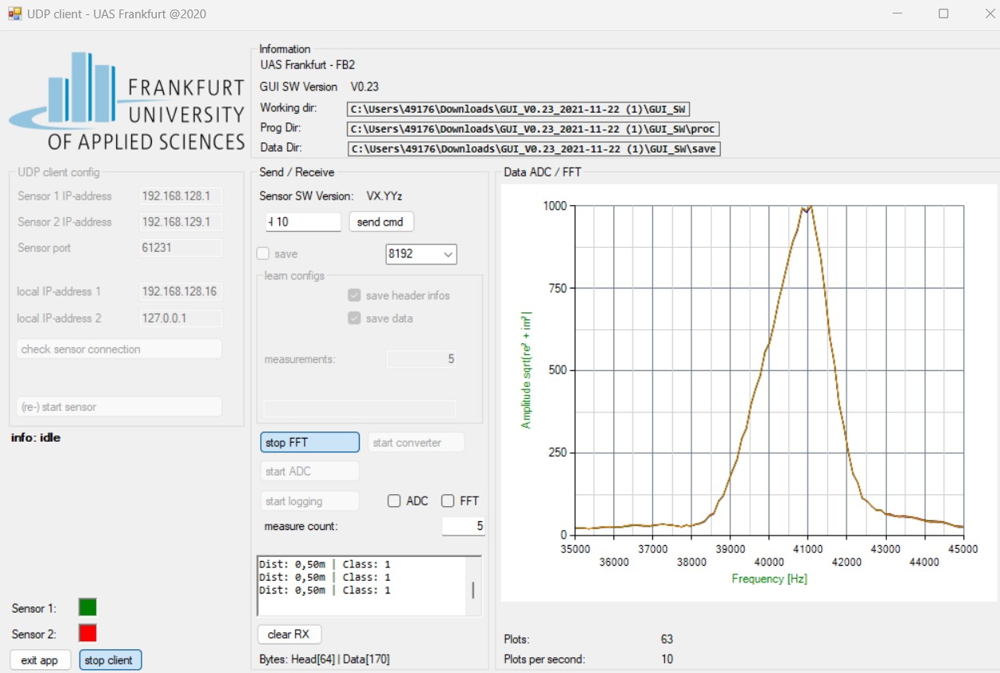 UDP client - UAS Frankfurt @2020
FRANKFURT
UNIVERSITY
OF APPLIED SCIENCES
Information
UAS Frankfurt - FB2
GUI SW Version V0.23
Working dir: C:\Users\49176\Downloads\GUI_V0.23_2021-11-22 (1)\GUI_SW
Prog Dir: C:\Users\49176\Downloads\GUI_V0.23_2021-11-22 (1)\GUI_SW\proc
Data Dir: C:\Users\49176\Downloads\GUI_V0.23_2021-11-22 (1)\GUI_SW\save
UDP client config
Sensor 1 IP-address 192.168.128.1
Sensor 2 IP-address 192.168.129.1
Sensor port 61231
local IP-address 1 192.168.128.16
local IP-address 2 127.0.0.1
check sensor connection
(re-) start sensor
info: idle
Sensor 1:
Sensor 2:
exit app stop client
Send / Receive
Sensor SW Version: VX.YYz
10 send cmd
save 8192
learn configs
save header infos
save data
measurements: 5
stop FFT start converter
start ADC
start logging ADC FFT
measure count: 5
Dist: 0,50m | Class: 1
Dist: 0,50m | Class: 1
Dist: 0,50m | Class: 1
clear RX
Bytes: Head[64] | Data[170]
Data ADC / FFT
Amplitude sqrt(re² + im²)
1000
750
500
250
0
35000 37000 39000 41000 43000 45000
36000 38000 40000 42000 44000
Frequency [Hz]
Plots: 63
Plots per second: 10